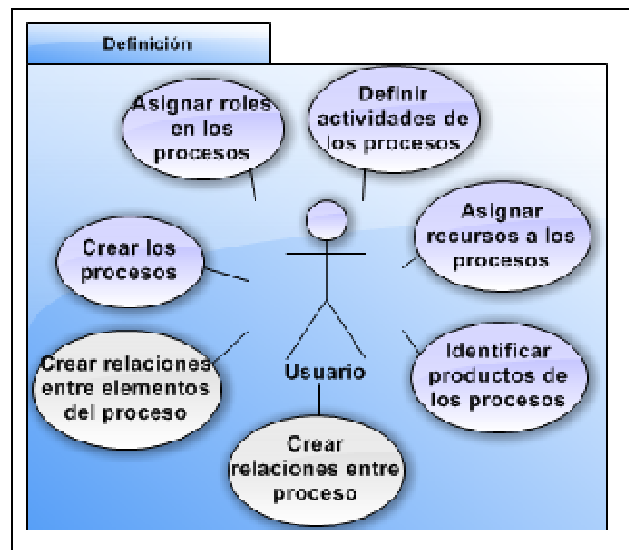 Definición
Asignar roles
en los
procesos
Definir
actividades de
los procesos
Crear los
procesos
Asignar
recursos a los
procesos
Crear relaciones
entre elementos
del proceso
Identificar
productos de
los procesos
Usuario
Crear
relaciones entre
proceso